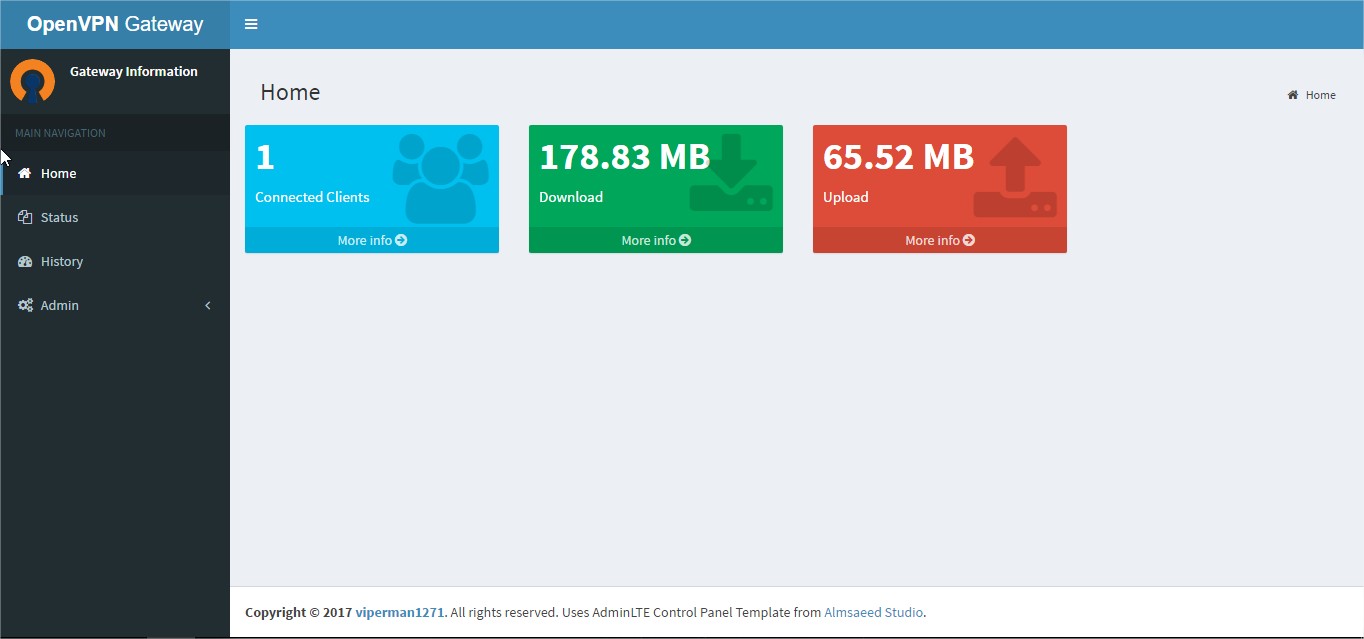 OpenVPN Gateway
Gateway Information
MAIN NAVIGATION
Home
Status
History
Admin
Home
Home
1
Connected Clients
More info
178.83 MB
Download
More info
65.52 MB
Upload
More info
Copyright © 2017 viperman1271. All rights reserved. Uses AdminLTE Control Panel Template from Almsaeed Studio.